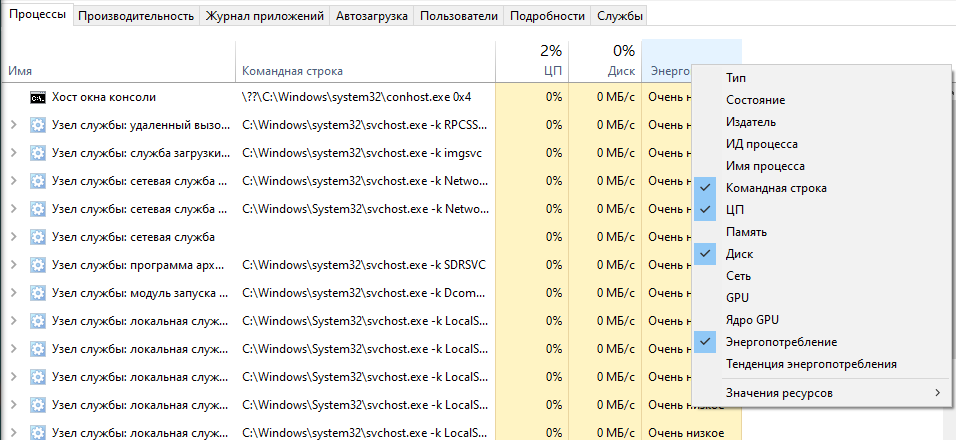 Процессы Производительность Журнал приложений Автозагрузка Пользователи Подробности Службы
2% 0%
Имя Командная строка ЦП Диск Энергоп
Хост окна консоли \??\C:\Windows\system32\conhost.exe 0x4 0% 0 МБ/с Очень н
Узел службы: удаленный вызо... C:\Windows\system32\svchost.exe -k RPCSS... 0% 0 МБ/с Очень н
Узел службы: служба загрузки... C:\Windows\system32\svchost.exe -k imgsvc 0% 0 МБ/с Очень н
Узел службы: сетевая служба ... C:\Windows\system32\svchost.exe -k Netwo... 0% 0 МБ/с Очень н
Узел службы: сетевая служба ... C:\Windows\System32\svchost.exe -k Netwo... 0% 0 МБ/с Очень н
Узел службы: сетевая служба 0% 0 МБ/с Очень н
Узел службы: программа арх... C:\Windows\system32\svchost.exe -k SDRSVC 0% 0 МБ/с Очень н
Узел службы: модуль запуска ... C:\Windows\system32\svchost.exe -k Dcom... 0% 0 МБ/с Очень н
Узел службы: локальная служ... C:\Windows\System32\svchost.exe -k LocalS... 0% 0 МБ/с Очень н
Узел службы: локальная служ... C:\Windows\System32\svchost.exe -k LocalS... 0% 0 МБ/с Очень н
Узел службы: локальная служ... C:\Windows\system32\svchost.exe -k LocalS... 0% 0 МБ/с Очень н
Узел службы: локальная служ... C:\Windows\system32\svchost.exe -k LocalS... 0% 0 МБ/с Очень низкое
Узел службы: локальная служ... C:\Windows\system32\svchost.exe -k LocalS... 0% 0 МБ/с Очень низкое
Тип
Состояние
Издатель
ИД процесса
Имя процесса
Командная строка
ЦП
Память
Диск
Сеть
GPU
Ядро GPU
Энергопотребление
Тенденция энергопотребления
Значения ресурсов